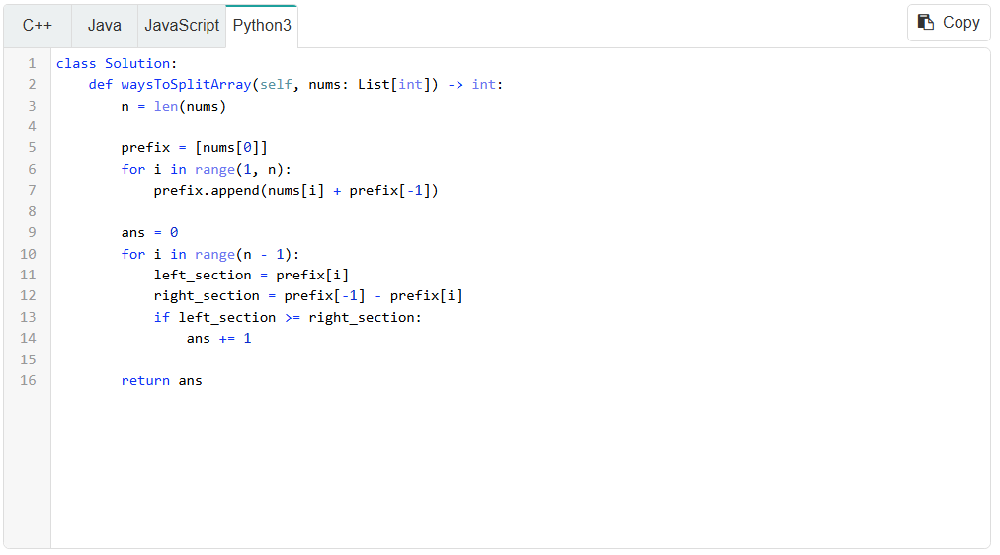 C++ Java JavaScript Python3 Copy
1 class Solution:
2     def waysToSplitArray(self, nums: List[int]) -> int:
3         n = len(nums)
4
5         prefix = [nums[0]]
6         for i in range(1, n):
7             prefix.append(nums[i] + prefix[-1])
8
9         ans = 0
10         for i in range(n - 1):
11             left_section = prefix[i]
12             right_section = prefix[-1] - prefix[i]
13             if left_section >= right_section:
14                 ans += 1
15
16         return ans